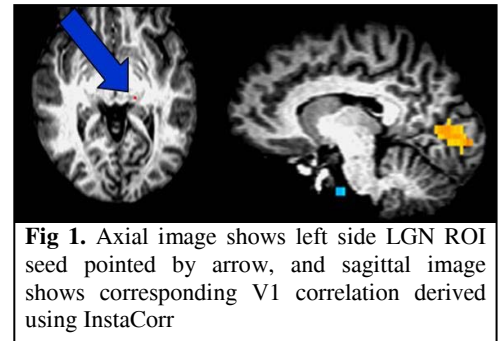 Fig 1. Axial image shows left side LGN ROI
seed pointed by arrow, and sagittal image
shows corresponding V1 correlation derived
using InstaCorr